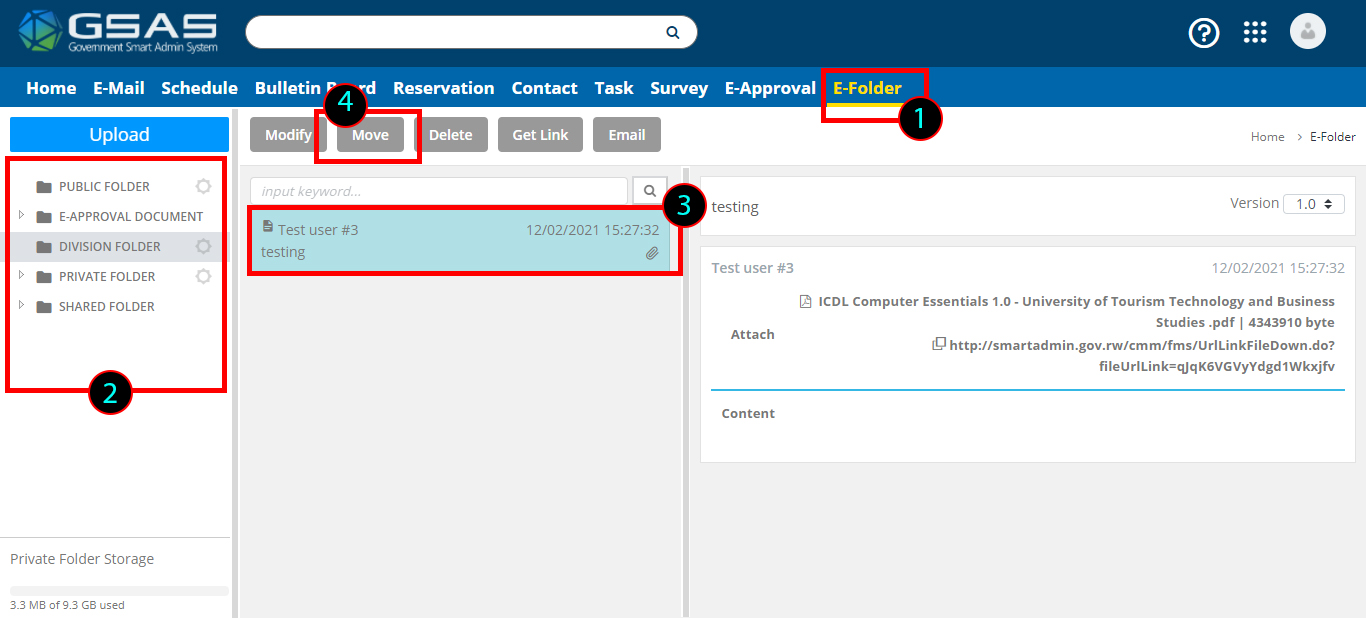 GSAS
Government Smart Admin System
Home E-Mail Schedule Bulletin Board Reservation Contact Task Survey E-Approval E-Folder
4
1
Upload
Modify Move Delete Get Link Email
Home > E-Folder
PUBLIC FOLDER
E-APPROVAL DOCUMENT
DIVISION FOLDER
PRIVATE FOLDER
SHARED FOLDER
2
Private Folder Storage
3.3 MB of 9.3 GB used
input keyword...
3
Test user #3 12/02/2021 15:27:32
testing
testing
Version 1.0
Test user #3 12/02/2021 15:27:32
Attach
ICDL Computer Essentials 1.0 - University of Tourism Technology and Business
Studies .pdf | 4343910 byte
http://smartadmin.gov.rw/cmm/fms/UrlLinkFileDown.do?
fileUrlLink=qJqK6VGVyYdgd1Wkxjfv
Content